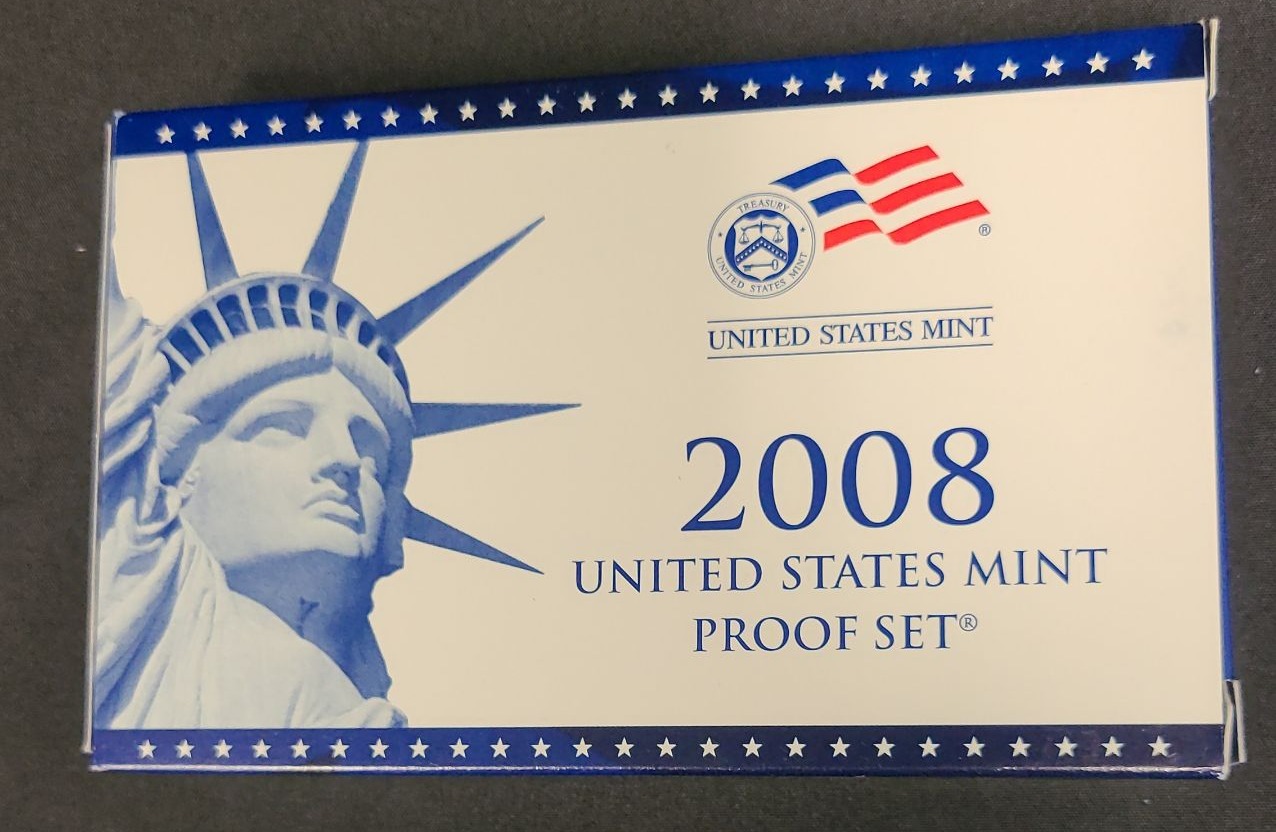 TREASURY
UNITED STATES MINT
®
UNITED STATES MINT
2008
UNITED STATES MINT
PROOF SET®